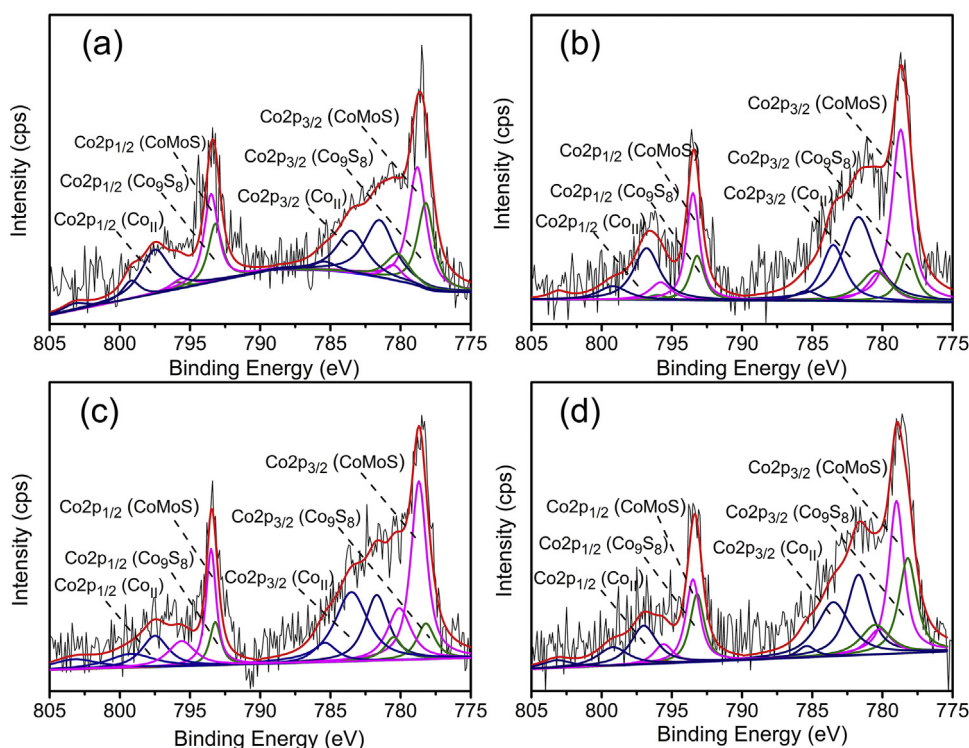 (a)
Intensity (cps)
Co2p3/2 (CoMoS)
Co2p1/2 (CoMoS)
Co2p3/2 (Co9S8)
Co2p1/2 (Co9S8)
Co2p3/2 (CoII)
Co2p1/2 (CoII)
805 800 795 790 785 780 775
Binding Energy (eV)
(b)
Intensity (cps)
Co2p3/2 (CoMoS)
Co2p1/2 (CoMoS)
Co2p3/2 (Co9S8)
Co2p1/2 (Co9S8)
Co2p3/2 (CoII)
Co2p1/2 (CoII)
805 800 795 790 785 780 775
Binding Energy (eV)
(c)
Intensity (cps)
Co2p3/2 (CoMoS)
Co2p1/2 (CoMoS)
Co2p3/2 (Co9S8)
Co2p1/2 (Co9S8)
Co2p3/2 (CoII)
Co2p1/2 (CoII)
805 800 795 790 785 780 775
Binding Energy (eV)
(d)
Intensity (cps)
Co2p3/2 (CoMoS)
Co2p1/2 (CoMoS)
Co2p3/2 (Co9S8)
Co2p1/2 (Co9S8)
Co2p3/2 (CoII)
Co2p1/2 (CoII)
805 800 795 790 785 780 775
Binding Energy (eV)